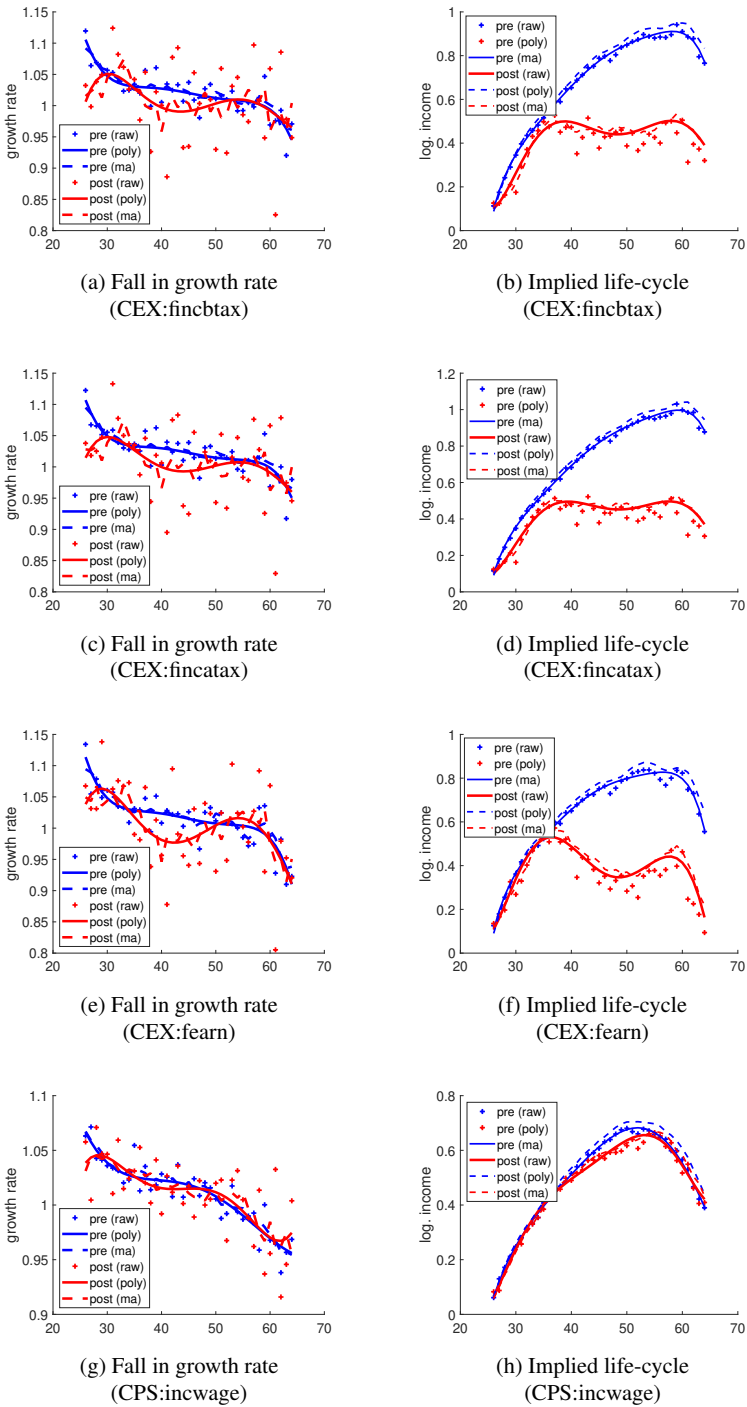 1.15
1.1
1.05
1
0.95
0.9
0.85
0.8
growth rate
pre (raw)
pre (poly)
pre (ma)
post (raw)
post (poly)
post (ma)
20 30 40 50 60 70
(a) Fall in growth rate
(CEX:fincbtax)
1
0.8
0.6
0.4
0.2
0
log. income
pre (raw)
pre (poly)
pre (ma)
post (raw)
post (poly)
post (ma)
20 30 40 50 60 70
(b) Implied life-cycle
(CEX:fincbtax)
1.15
1.1
1.05
1
0.95
0.9
0.85
0.8
growth rate
pre (raw)
pre (poly)
pre (ma)
post (raw)
post (poly)
post (ma)
20 30 40 50 60 70
(c) Fall in growth rate
(CEX:fincatax)
1.2
1
0.8
0.6
0.4
0.2
0
log. income
pre (raw)
pre (poly)
pre (ma)
post (raw)
post (poly)
post (ma)
20 30 40 50 60 70
(d) Implied life-cycle
(CEX:fincatax)
1.15
1.1
1.05
1
0.95
0.9
0.85
0.8
growth rate
pre (raw)
pre (poly)
pre (ma)
post (raw)
post (poly)
post (ma)
20 30 40 50 60 70
(e) Fall in growth rate
(CEX:fearn)
1
0.8
0.6
0.4
0.2
0
log. income
pre (raw)
pre (poly)
pre (ma)
post (raw)
post (poly)
post (ma)
20 30 40 50 60 70
(f) Implied life-cycle
(CEX:fearn)
1.1
1.05
1
0.95
0.9
growth rate
pre (raw)
pre (poly)
pre (ma)
post (raw)
post (poly)
post (ma)
20 30 40 50 60 70
(g) Fall in growth rate
(CPS:incwage)
0.8
0.6
0.4
0.2
0
log. income
pre (raw)
pre (poly)
pre (ma)
post (raw)
post (poly)
post (ma)
20 30 40 50 60 70
(h) Implied life-cycle
(CPS:incwage)